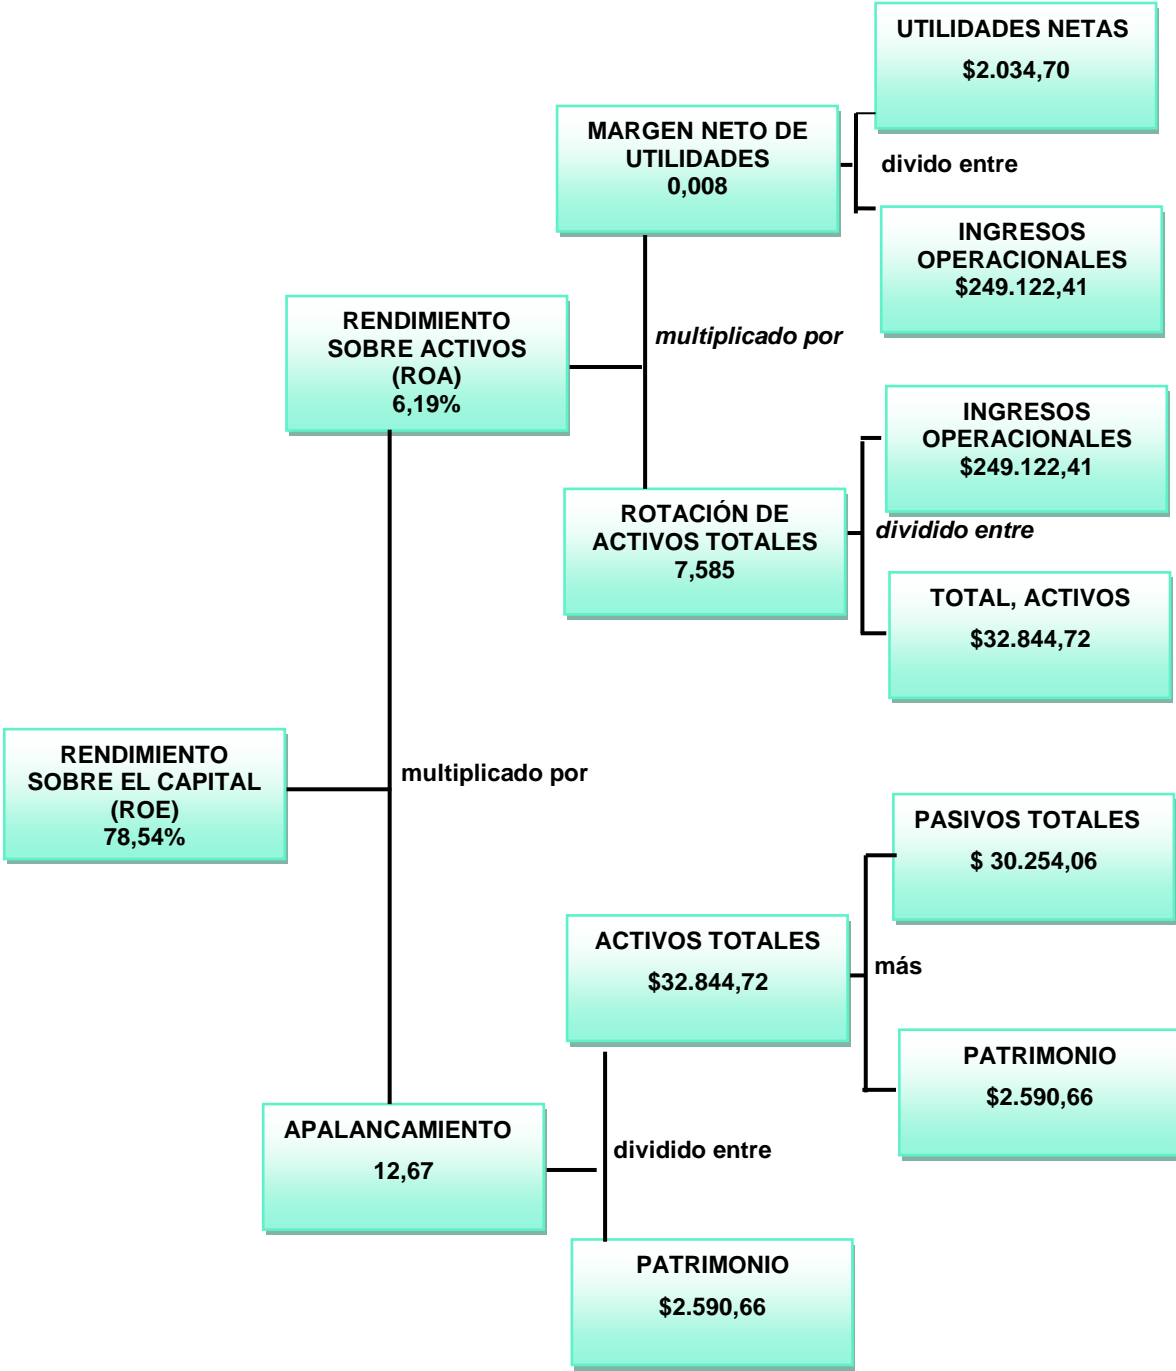 UTILIDADES NETAS
$2.034,70
MARGEN NETO DE
UTILIDADES
0,008
divido entre
INGRESOS
OPERACIONALES
$249.122,41
RENDIMIENTO
SOBRE ACTIVOS
(ROA)
6,19%
multiplicado por
INGRESOS
OPERACIONALES
$249.122,41
ROTACIÓN DE
ACTIVOS TOTALES
7,585
dividido entre
TOTAL, ACTIVOS
$32.844,72
RENDIMIENTO
SOBRE EL CAPITAL
(ROE)
78,54%
multiplicado por
PASIVOS TOTALES
$ 30.254,06
ACTIVOS TOTALES
$32.844,72
más
PATRIMONIO
$2.590,66
APALANCAMIENTO
12,67
dividido entre
PATRIMONIO
$2.590,66